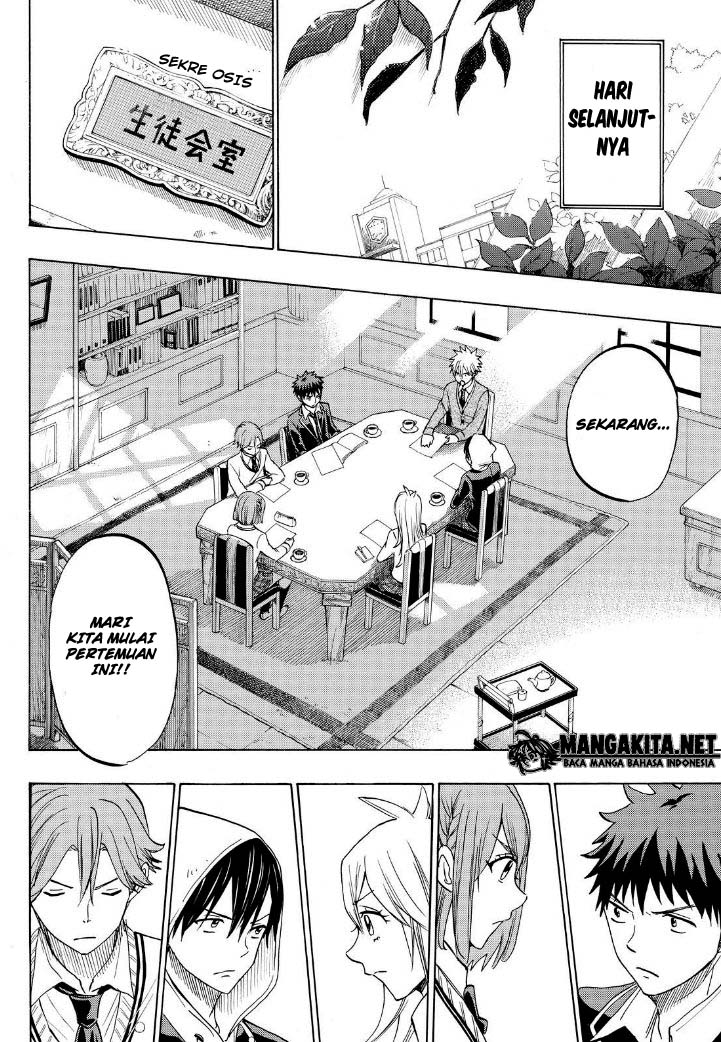 HARI
SELANJUT-
NYA
SEKRE OSIS
生徒会室
SEKARANG...
MARI
KITA MULAI
PERTEMUAN
INI!!
MANGAKITA.NET
BACA MANGA BAHASA INDONESIA